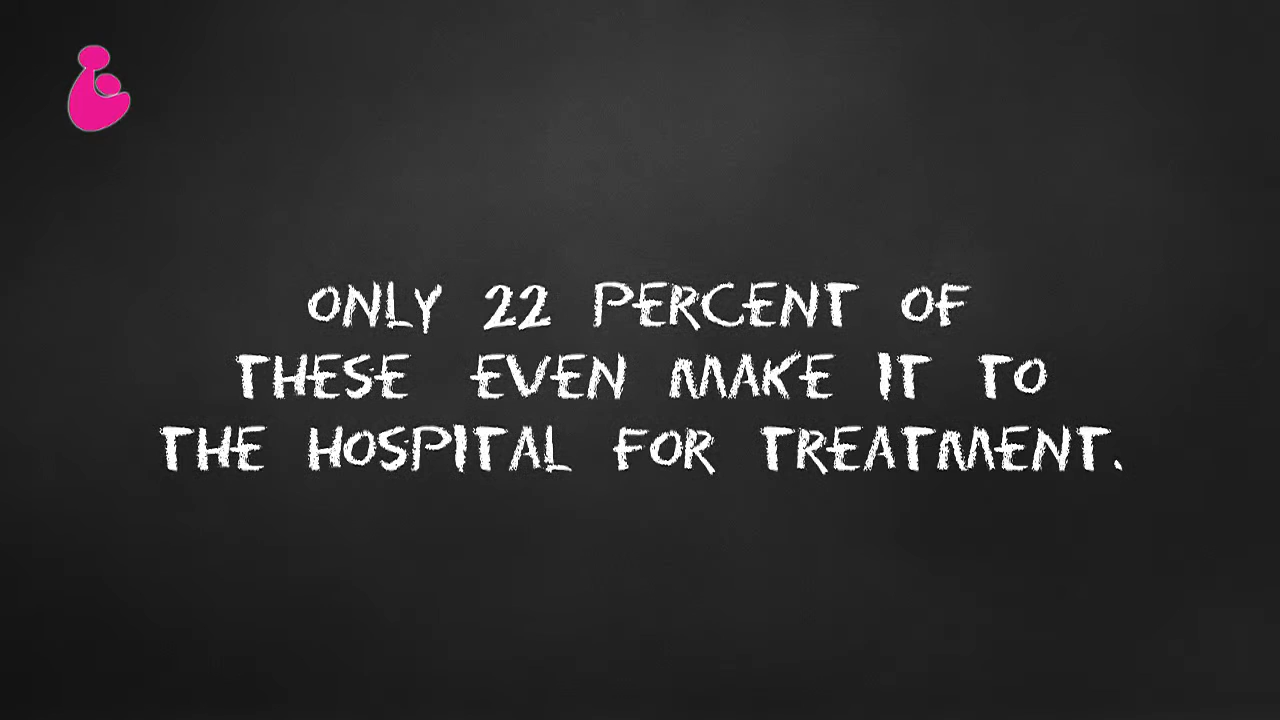 ONLY 22 PERCENT OF
THESE EVEN MAKE IT TO
THE HOSPITAL FOR TREATMENT.